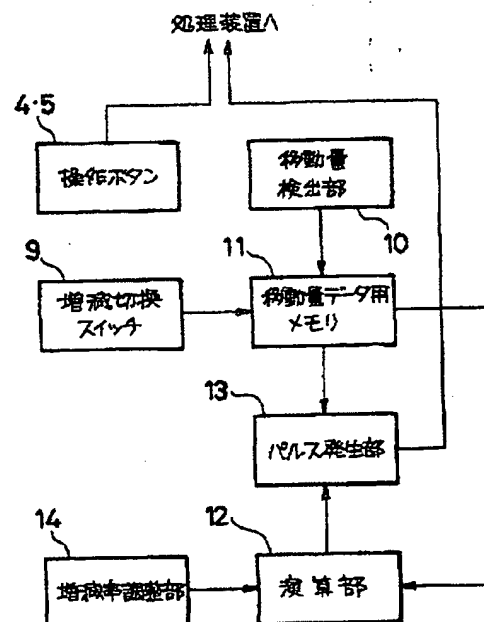 処理装置へ
4・5
操作ボタン
移動量
検出部
10
9
11
増減切換
スイッチ
移動量データ用
メモリ
13
パルス発生部
14
12
増減率調整部
演算部